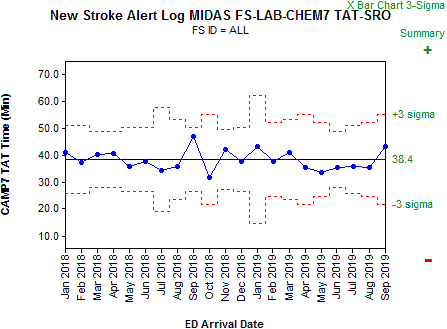 X Bar Chart 3-Sigma
New Stroke Alert Log MIDAS FS-LAB-CHEM7 TAT-SRO
FS ID = ALL
Summary
+
CAMP7 TAT Time (Min)
70.0
60.0
50.0
40.0
30.0
20.0
10.0
+3 sigma
38.4
-3 sigma
-
Jan 2018
Feb 2018
Mar 2018
Apr 2018
May 2018
Jun 2018
Jul 2018
Aug 2018
Sep 2018
Oct 2018
Nov 2018
Dec 2018
Jan 2019
Feb 2019
Mar 2019
Apr 2019
May 2019
Jun 2019
Jul 2019
Aug 2019
Sep 2019
ED Arrival Date